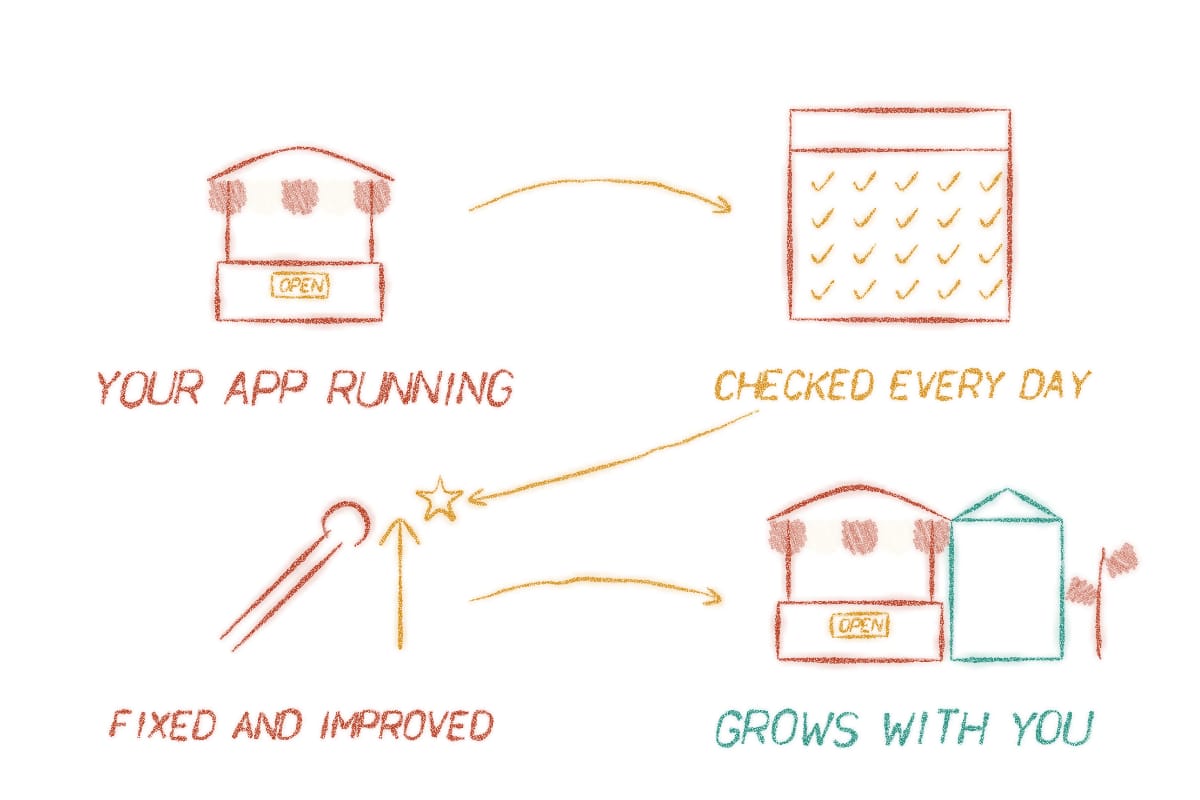 OPEN
YOUR APP RUNNING
CHECKED EVERY DAY
OPEN
FIXED AND IMPROVED
GROWS WITH YOU